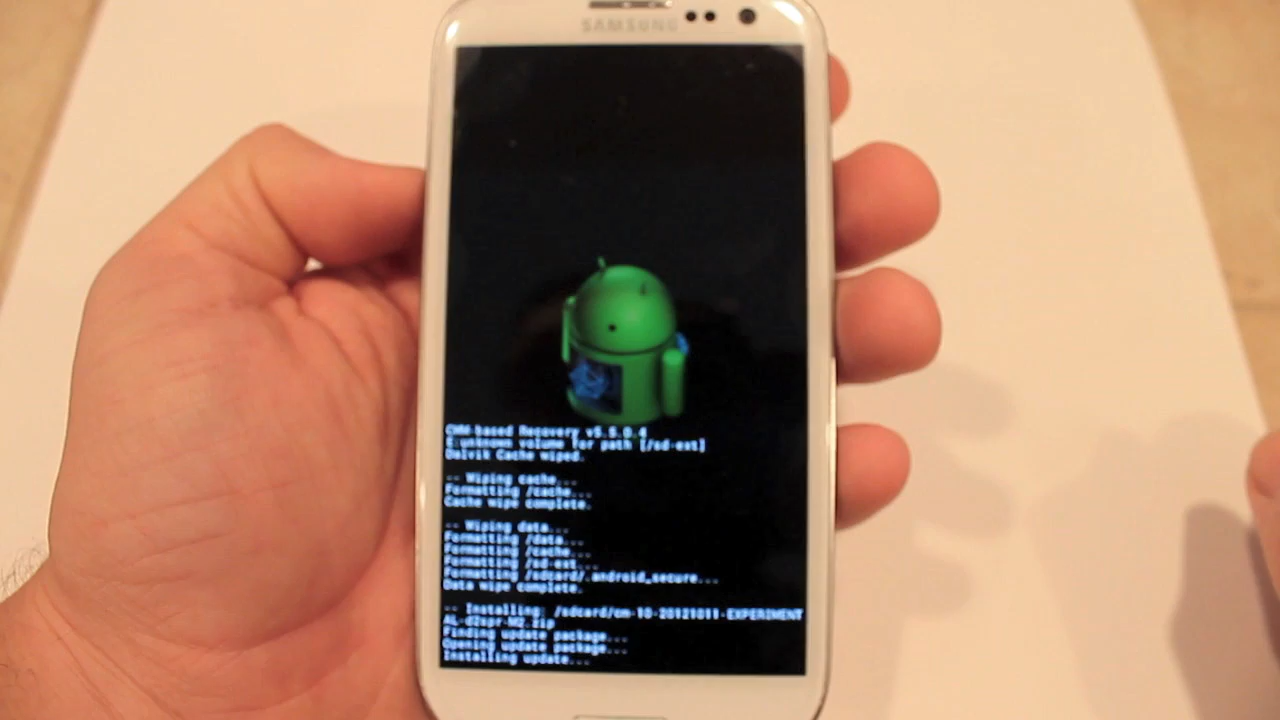 SAMSUNG
CWM-based Recovery v5.5.0.4
E:unknown volume for path [/sd-ext]
Dalvik Cache wiped.
-- Wiping cache...
Formatting /cache...
Cache wipe complete.
-- Wiping data...
Formatting /data...
Formatting /cache...
Formatting /sd-ext...
Formatting /sdcard/.android_secure...
Data wipe complete.
-- Installing: /sdcard/cm-10-20121011-EXPERIMENT
AL-d2spr-M2.zip
Finding update package...
Opening update package...
Installing update...